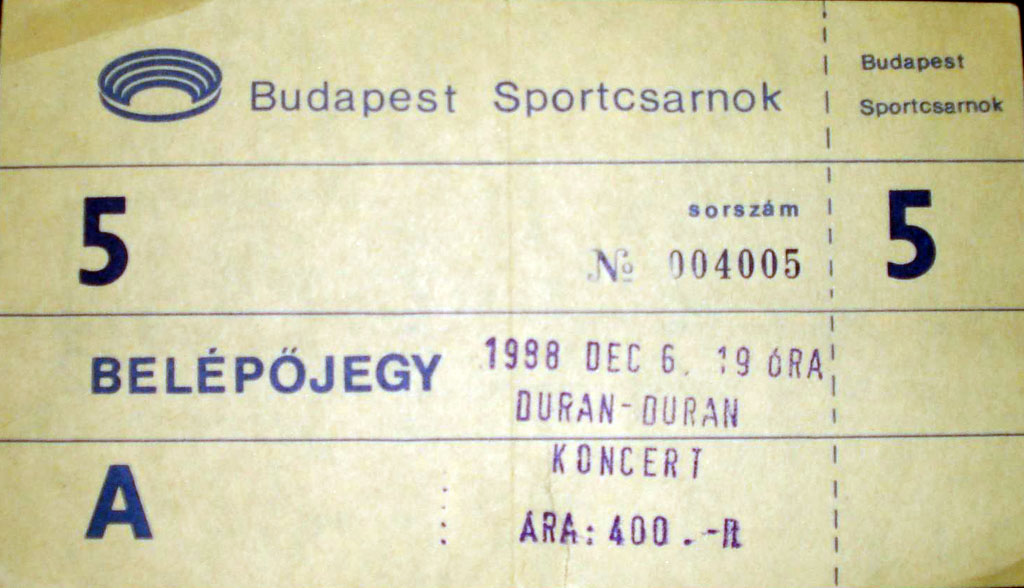 Budapest Sportcsarnok
Budapest
Sportcsarnok
5
sorszám
№ 004005
5
BELÉPŐJEGY
1988 DEC 6. 19 ÓRA
DURAN-DURAN
KONCERT
A
ÁRA: 400.-Ft